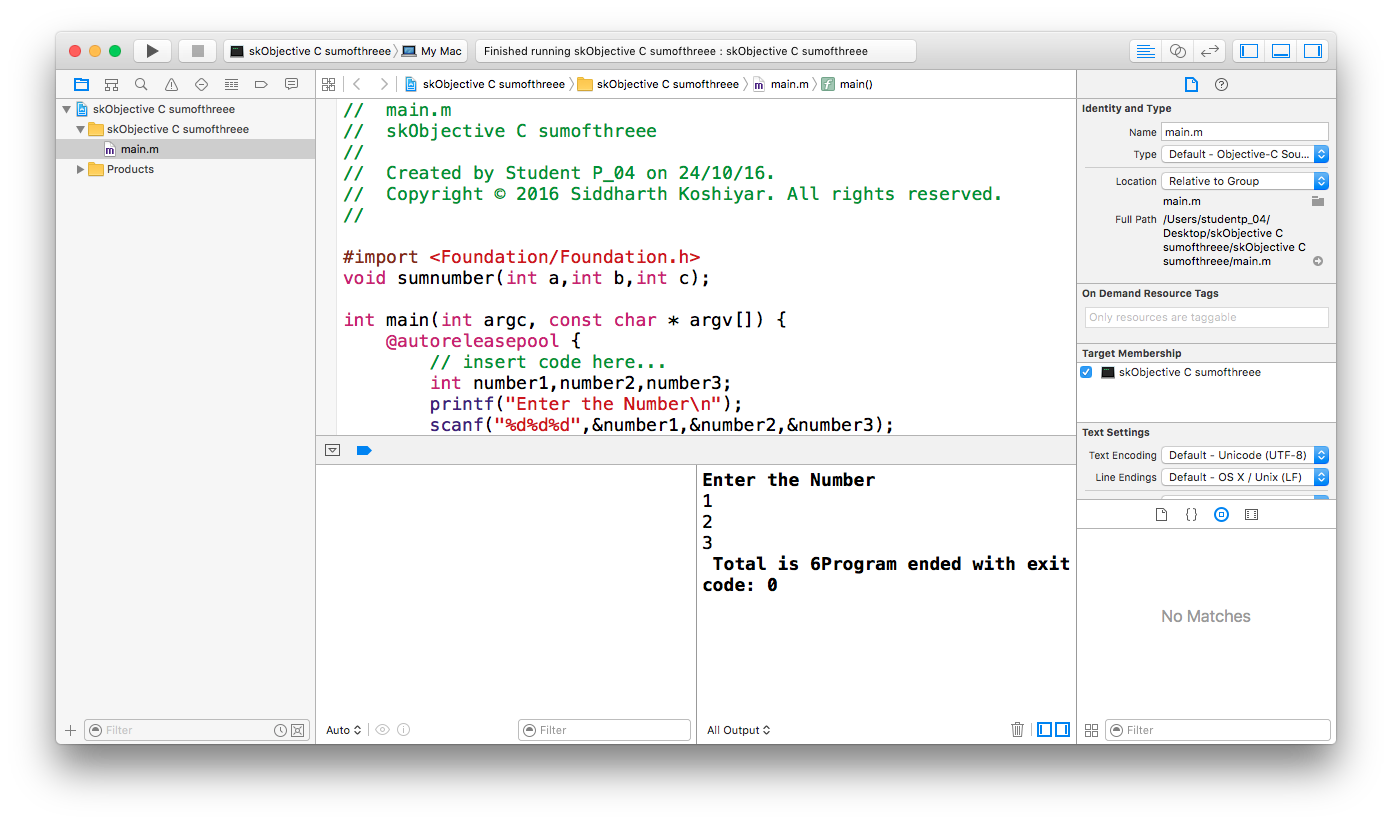 skObjective C sumofthreee
My Mac
Finished running skObjective C sumofthreee : skObjective C sumofthreee
skObjective C sumofthreee
skObjective C sumofthreee
main.m
Products
Filter
skObjective C sumofthreee
skObjective C sumofthreee
main.m
main()
//  main.m
//  skObjective C sumofthreee
//
//  Created by Student P_04 on 24/10/16.
//  Copyright © 2016 Siddharth Koshiyar. All rights reserved.
//
#import <Foundation/Foundation.h>
void sumnumber(int a,int b,int c);
int main(int argc, const char * argv[]) {
    @autoreleasepool {
        // insert code here...
        int number1,number2,number3;
        printf("Enter the Number\n");
        scanf("%d%d%d",&number1,&number2,&number3);
Auto
Filter
Enter the Number
1
2
3
 Total is 6Program ended with exit
code: 0
All Output
Identity and Type
Name main.m
Type Default - Objective-C Sou...
Location Relative to Group
main.m
Full Path /Users/studentp_04/
Desktop/skObjective C
sumofthreee/skObjective C
sumofthreee/main.m
On Demand Resource Tags
Only resources are taggable
Target Membership
skObjective C sumofthreee
Text Settings
Text Encoding Default - Unicode (UTF-8)
Line Endings Default - OS X / Unix (LF)
No Matches
Filter